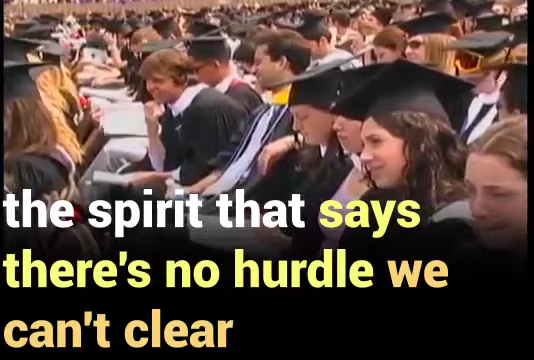 the spirit that says
there's no hurdle we
can't clear